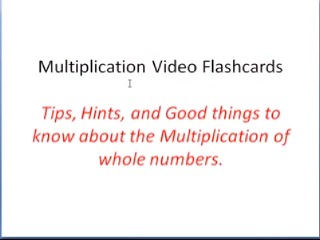 Multiplication Video Flashcards
Tips, Hints, and Good things to
know about the Multiplication of
whole numbers.